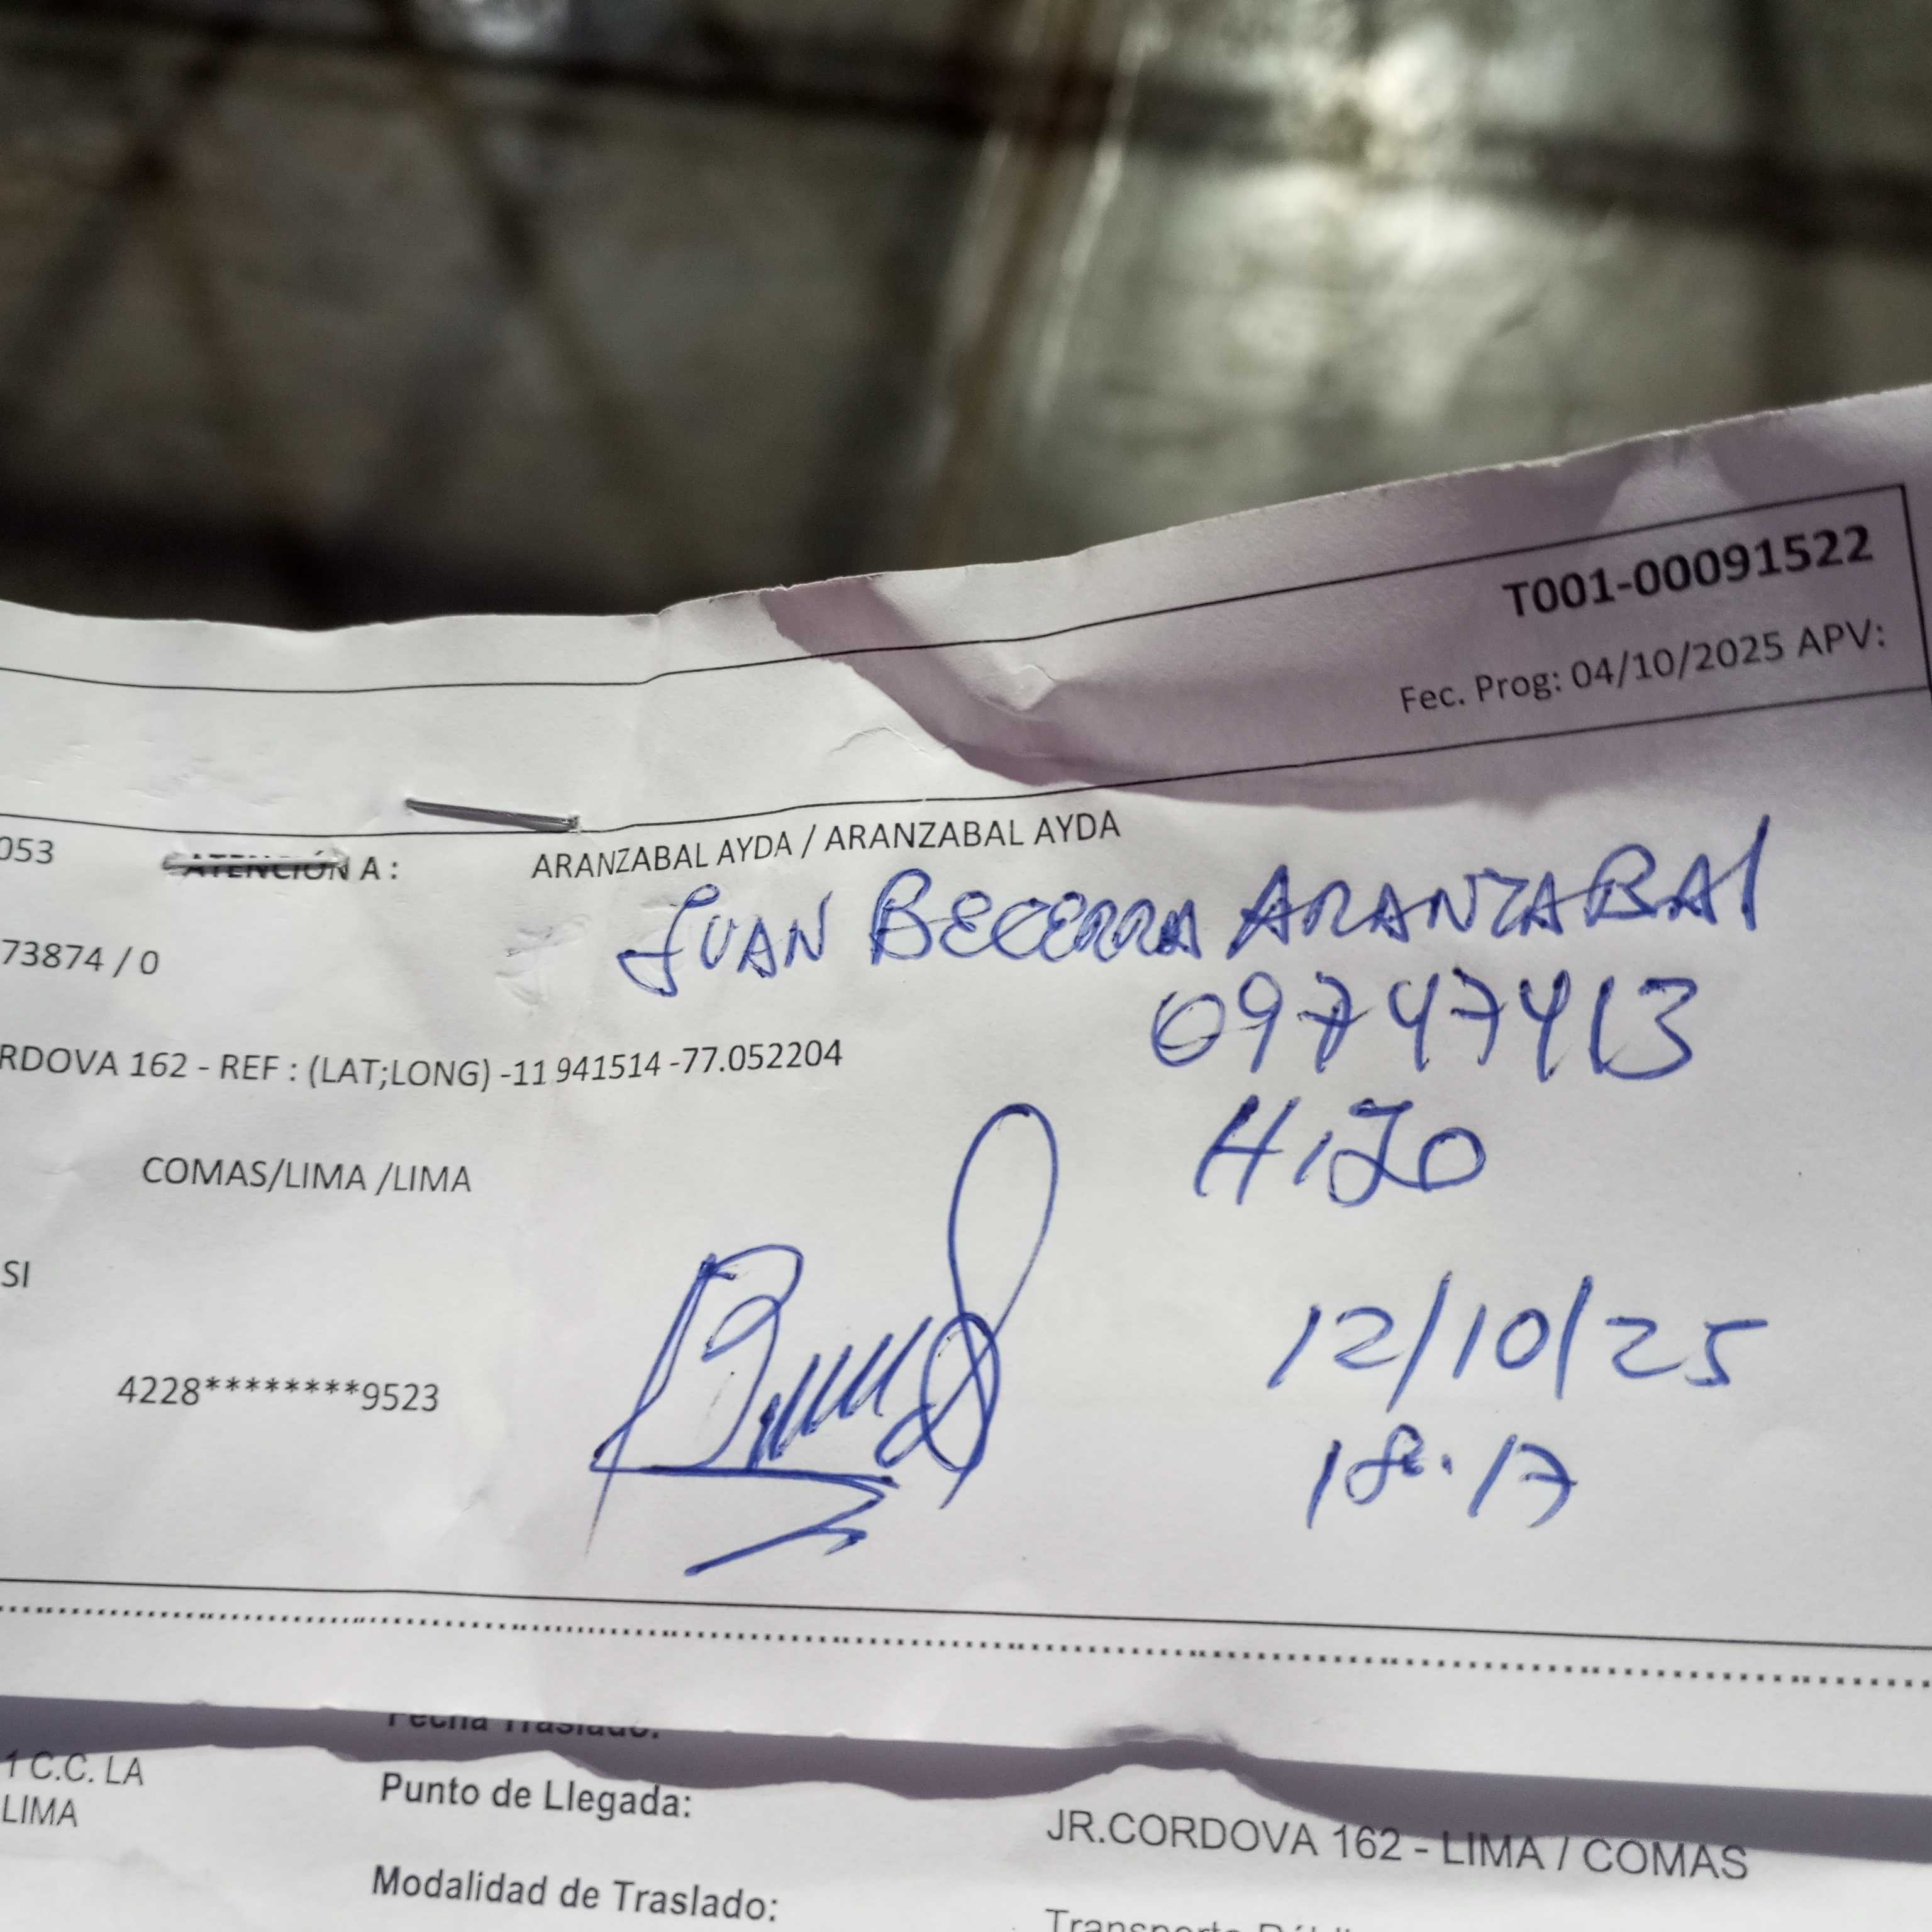 T001-00091522
Fec. Prog: 04/10/2025 APV:
053 ATENCIÓN A : ARANZABAL AYDA / ARANZABAL AYDA
JUAN BECERRA ARANZABAl
73874 / 0
09747413
RDOVA 162 - REF : (LAT;LONG) -11 941514 -77.052204
HiJO
COMAS/LIMA /LIMA
SI
12/10/25
4228********9523
18.17
Fecha Traslado:
1 C.C. LA
LIMA
Punto de Llegada:
JR.CORDOVA 162 - LIMA / COMAS
Modalidad de Traslado:
Transporte